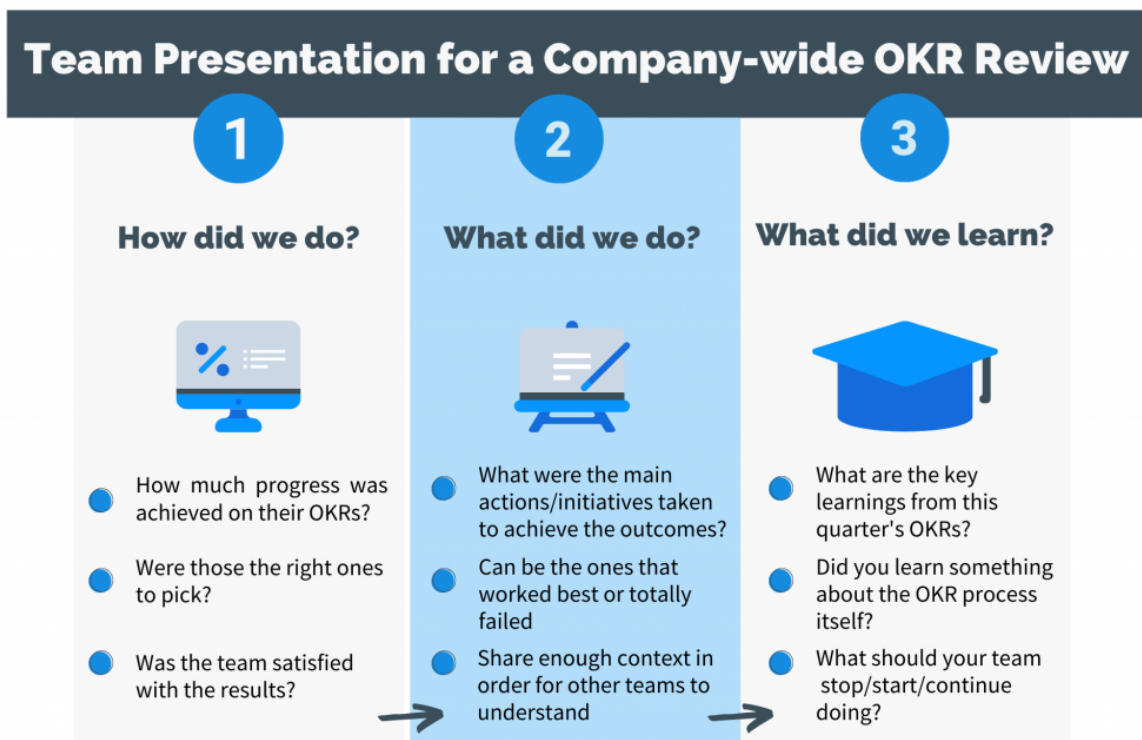 Team Presentation for a Company-wide OKR Review
1
How did we do?
How much progress was
achieved on their OKRs?
Were those the right ones
to pick?
Was the team satisfied
with the results?
2
What did we do?
What were the main
actions/initiatives taken
to achieve the outcomes?
Can be the ones that
worked best or totally
failed
Share enough context in
order for other teams to
understand
3
What did we learn?
What are the key
learnings from this
quarter's OKRs?
Did you learn something
about the OKR process
itself?
What should your team
stop/start/continue
doing?